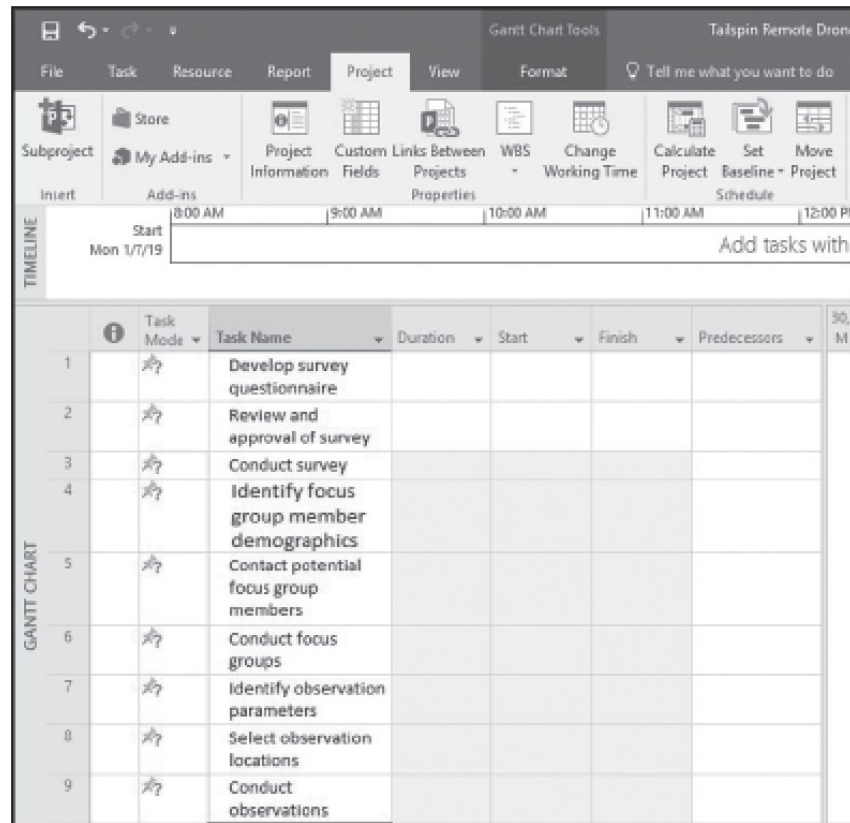 Gantt Chart Tools Tailspin Remote Dron
File Task Resource Report Project View Format Tell me what you want to do
Subproject
Store
My Add-ins
Project Information
Custom Fields
Links Between Projects
WBS
Change Working Time
Calculate Project
Set Baseline
Move Project
Insert Add-ins Properties Schedule
TIMELINE
8:00 AM 9:00 AM 10:00 AM 11:00 AM 12:00 P
Start
Mon 1/7/19
Add tasks with
GANTT CHART
Task Mode Task Name Duration Start Finish Predecessors
30,
M
1 Develop survey
questionnaire
2 Review and
approval of survey
3 Conduct survey
4 Identify focus
group member
demographics
5 Contact potential
focus group
members
6 Conduct focus
groups
7 Identify observation
parameters
8 Select observation
locations
9 Conduct
observations